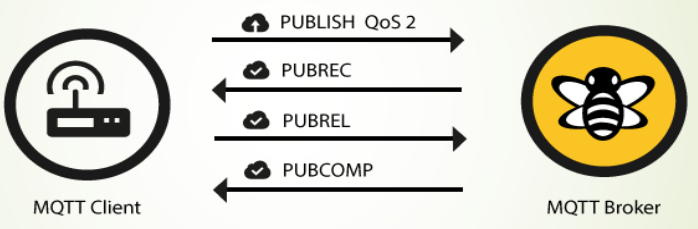 PUBLISH QoS 2
PUBREC
PUBREL
PUBCOMP
MQTT Client
MQTT Broker